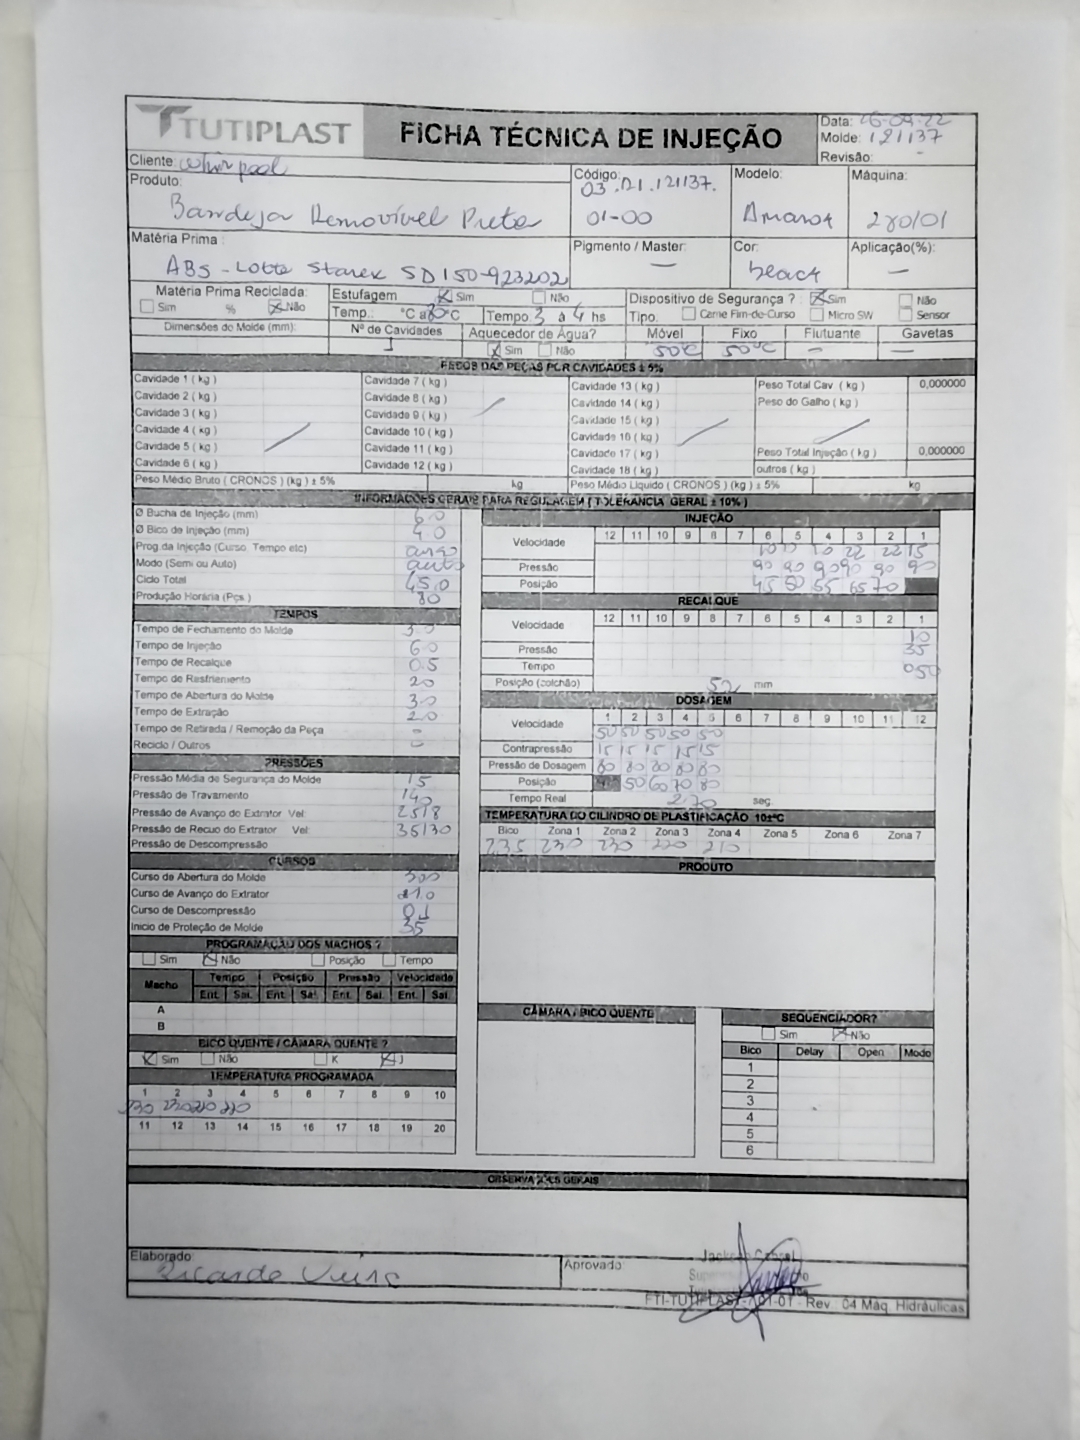 TUTIPLAST
FICHA TÉCNICA DE INJEÇÃO
Data: 26-09-22
Molde: 121137
Revisão: -
Cliente: Whirpool
Produto:
Bandeja Removível Preta
Código:
03.D1.121137.
01-00
Modelo:
Máquina:
280/01
Matéria Prima:
ABS - Lotte Starex SD150-923202
Pigmento / Master:
—
Cor:
Aplicação(%):
—
Matéria Prima Reciclada:
Sim % Não
Estufagem Sim Não
Temp.: °C a 80°C Tempo 3 á 4 hs
Dispositivo de Segurança ? Sim Não
Tipo: Came Fim-de-Curso Micro SW Sensor
Dimensões do Molde (mm):
Nº de Cavidades
1
Aquecedor de Água?
Sim Não
Móvel Fixo Flutuante Gavetas
50°C 50°C — —
PESOS DAS PEÇAS POR CAVIDADES ± 5%
Cavidade 1 ( kg ) Cavidade 7 ( kg ) Cavidade 13 ( kg ) Peso Total Cav. ( kg ) 0,000000
Cavidade 2 ( kg ) Cavidade 8 ( kg ) Cavidade 14 ( kg ) Peso do Galho ( kg )
Cavidade 3 ( kg ) Cavidade 9 ( kg ) Cavidade 15 ( kg )
Cavidade 4 ( kg ) Cavidade 10 ( kg ) Cavidade 16 ( kg )
Cavidade 5 ( kg ) Cavidade 11 ( kg ) Cavidade 17 ( kg ) Peso Total Injeção ( kg ) 0,000000
Cavidade 6 ( kg ) Cavidade 12 ( kg ) Cavidade 18 ( kg ) outros ( kg )
Peso Médio Bruto ( CRONOS ) (kg ) ± 5% kg Peso Médio Liquido ( CRONOS ) (kg ) ± 5% kg
INFORMAÇÕES GERAIS PARA REGULAGEM ( TOLERANCIA GERAL ± 10% )
Ø Bucha de Injeção (mm) 6.0
Ø Bico de Injeção (mm) 4.0
Prog da Injeção (Curso, Tempo etc) curso
Modo (Semi ou Auto) auto
Ciclo Total 45,0
Produção Horária (Pçs.) 80
TEMPOS
Tempo de Fechamento do Molde 3.0
Tempo de Injeção 6.0
Tempo de Recalque 0.5
Tempo de Resfriamento 20
Tempo de Abertura do Molde 3.0
Tempo de Extração 2.0
Tempo de Retirada / Remoção da Peça -
Reciclo / Outros -
PRESSÕES
Pressão Média de Segurança do Molde 15
Pressão de Travamento 140
Pressão de Avanço do Extrator Vel: 25/8
Pressão de Recuo do Extrator Vel: 35/30
Pressão de Descompressão
CURSOS
Curso de Abertura do Molde 300
Curso de Avanço do Extrator
Curso de Descompressão 0.1
Inicio de Proteção de Molde 35
PROGRAMAÇÃO DOS MACHOS ?
Sim Não Posição Tempo
Macho Tempo Posição Pressão Velocidade
Ent. Sai. Ent. Sai. Ent. Sai. Ent. Sai.
A
B
BICO QUENTE / CÂMARA QUENTE ?
Sim Não K J
TEMPERATURA PROGRAMADA
1 2 3 4 5 6 7 8 9 10
230 230 210 210
11 12 13 14 15 16 17 18 19 20
INJEÇÃO
Velocidade 12 11 10 9 8 7 6 5 4 3 2 1
10 10 10 22 22 15
Pressão 90 90 90 90 90 90
Posição 45 50 55 65 70
RECALQUE
Velocidade 12 11 10 9 8 7 6 5 4 3 2 1
10
Pressão 35
Tempo 0.50
Posição (colchão) 52 mm
DOSAGEM
Velocidade 1 2 3 4 5 6 7 8 9 10 11 12
50 50 50 50 50
Contrapressão 15 15 15 15 15
Pressão de Dosagem 80 80 80 80 80
Posição 50 60 70 80
Tempo Real 2.70 seg.
TEMPERATURA DO CILINDRO DE PLASTIFICAÇÃO 10±ºC
Bico Zona 1 Zona 2 Zona 3 Zona 4 Zona 5 Zona 6 Zona 7
235 230 230 220 210
PRODUTO
CÂMARA / BICO QUENTE
SEQUENCIADOR?
Sim Não
Bico Delay Open Modo
1
2
3
4
5
6
OBSERVAÇÕES GERAIS
Elaborado:
Ricardo Vieira
Aprovado:
FTI-TUTIPLAST-A01-01 - Rev.: 04 Máq. Hidráulicas